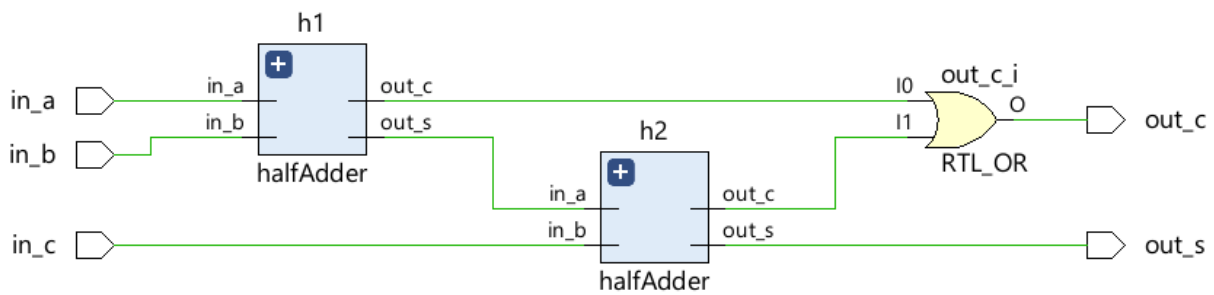 h1
in_a
in_a
out_c
in_b
in_b
out_s
halfAdder
h2
in_a
out_c
in_c
in_b
out_s
halfAdder
out_c_i
I0
I1
O
RTL_OR
out_c
out_s